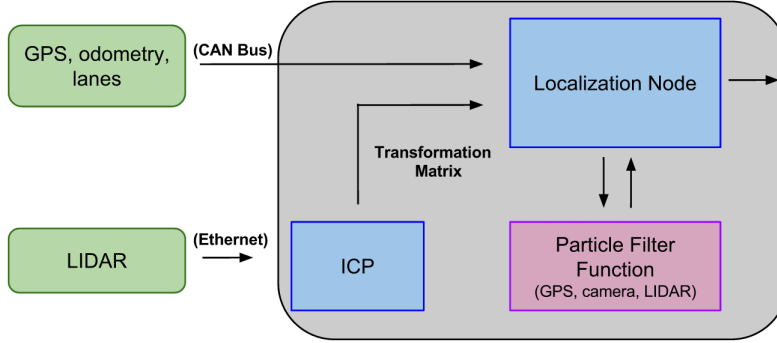 GPS, odometry,
lanes
(CAN Bus)
Localization Node
Transformation
Matrix
LIDAR
(Ethernet)
ICP
Particle Filter
Function
(GPS, camera, LIDAR)